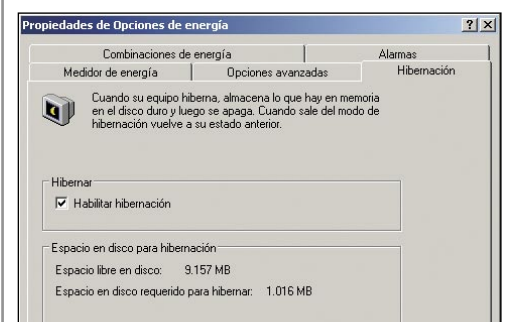 Propiedades de Opciones de energía
Combinaciones de energía
Alarmas
Medidor de energía
Opciones avanzadas
Hibernación
Cuando su equipo hiberna, almacena lo que hay en memoria
en el disco duro y luego se apaga. Cuando sale del modo de
hibernación vuelve a su estado anterior.
Hibernar
Habilitar hibernación
Espacio en disco para hibernación
Espacio libre en disco: 9.157 MB
Espacio en disco requerido para hibernar: 1.016 MB